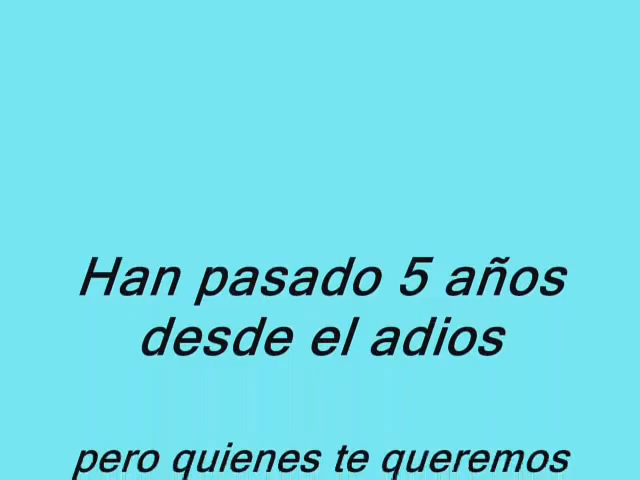 Han pasado 5 años
desde el adios
pero quienes te queremos